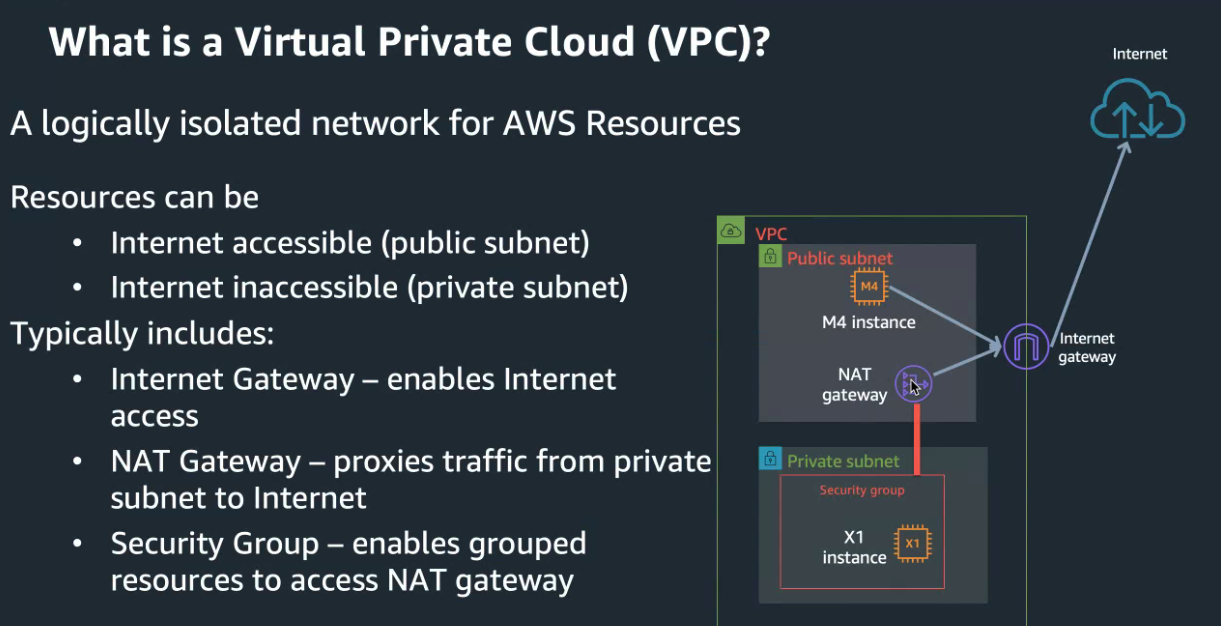 What is a Virtual Private Cloud (VPC)?
A logically isolated network for AWS Resources
Resources can be
• Internet accessible (public subnet)
• Internet inaccessible (private subnet)
Typically includes:
• Internet Gateway – enables Internet
access
• NAT Gateway – proxies traffic from private
subnet to Internet
• Security Group – enables grouped
resources to access NAT gateway
Internet
VPC
Public subnet
M4
M4 instance
NAT
gateway
Internet
gateway
Private subnet
Security group
X1
instance
X1